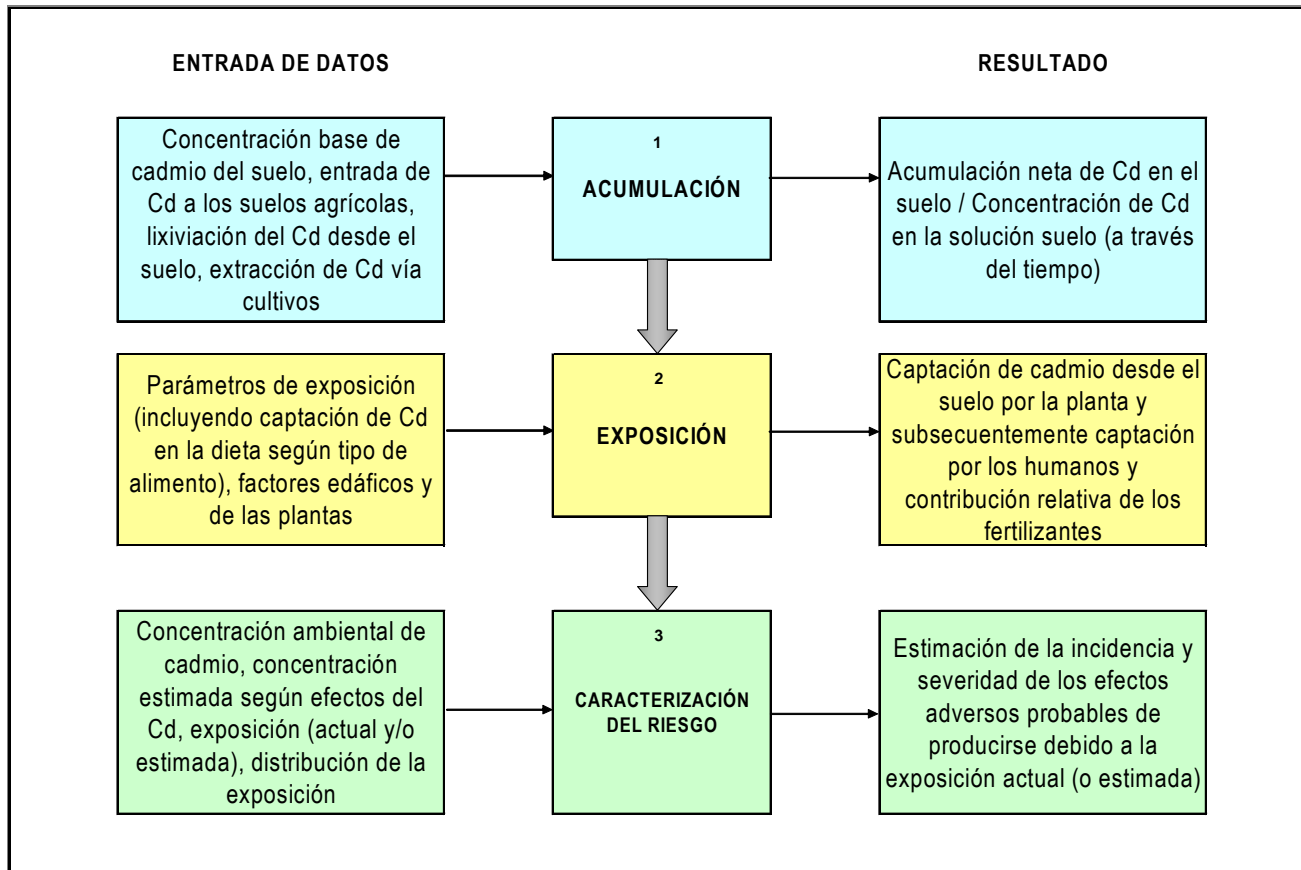 ENTRADA DE DATOS
RESULTADO
Concentración base de
cadmio del suelo, entrada de
Cd a los suelos agrícolas,
lixiviación del Cd desde el
suelo, extracción de Cd vía
cultivos
1
ACUMULACIÓN
Acumulación neta de Cd en el
suelo / Concentración de Cd
en la solución suelo (a través
del tiempo)
Parámetros de exposición
(incluyendo captación de Cd
en la dieta según tipo de
alimento), factores edáficos y
de las plantas
2
EXPOSICIÓN
Captación de cadmio desde el
suelo por la planta y
subsecuentemente captación
por los humanos y
contribución relativa de los
fertilizantes
Concentración ambiental de
cadmio, concentración
estimada según efectos del
Cd, exposición (actual y/o
estimada), distribución de la
exposición
3
CARACTERIZACIÓN
DEL RIESGO
Estimación de la incidencia y
severidad de los efectos
adversos probables de
producirse debido a la
exposición actual (o estimada)